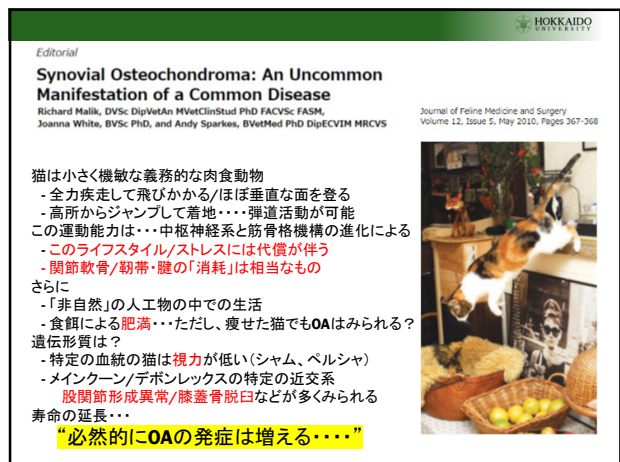 HOKKAIDO
UNIVERSITY
Editorial
Synovial Osteochondroma: An Uncommon
Manifestation of a Common Disease
Richard Malik, DVSc DipVetAn MVetClinStud PhD FACVSc FASM,
Joanna White, BVSc PhD, and Andy Sparkes, BVetMed PhD DipECVIM MRCVS
Journal of Feline Medicine and Surgery
Volume 12, Issue 5, May 2010, Pages 367-368
猫は小さく機敏な義務的な肉食動物
- 全力疾走して飛びかかる/ほぼ垂直な面を登る
- 高所からジャンプして着地・・・・弾道活動が可能
この運動能力は・・・中枢神経系と筋骨格機構の進化による
- このライフスタイル/ストレスには代償が伴う
- 関節軟骨/靭帯・腱の「消耗」は相当なもの
さらに
- 「非自然」の人工物の中での生活
- 食餌による肥満・・・ただし、痩せた猫でもOAはみられる?
遺伝形質は?
- 特定の血統の猫は視力が低い(シャム、ペルシャ)
- メインクーン/デボンレックスの特定の近交系
股関節形成異常/膝蓋骨脱臼などが多くみられる
寿命の延長・・・
“必然的にOAの発症は増える・・・・”